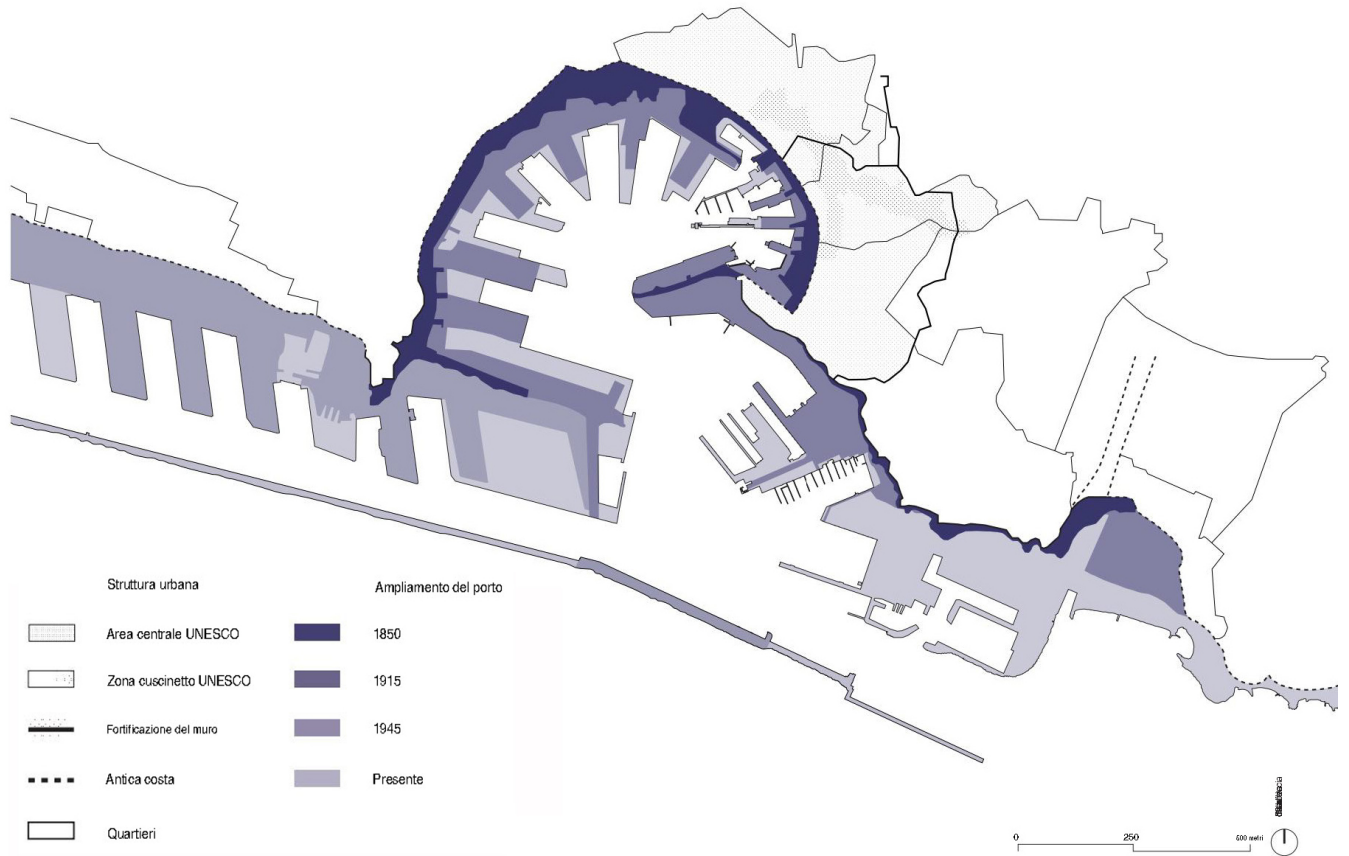 Struttura urbana
Ampliamento del porto
Area centrale UNESCO
1850
Zona cuscinetto UNESCO
1915
Fortificazione del muro
1945
Antica costa
Presente
Quartieri
0 250 500 metri